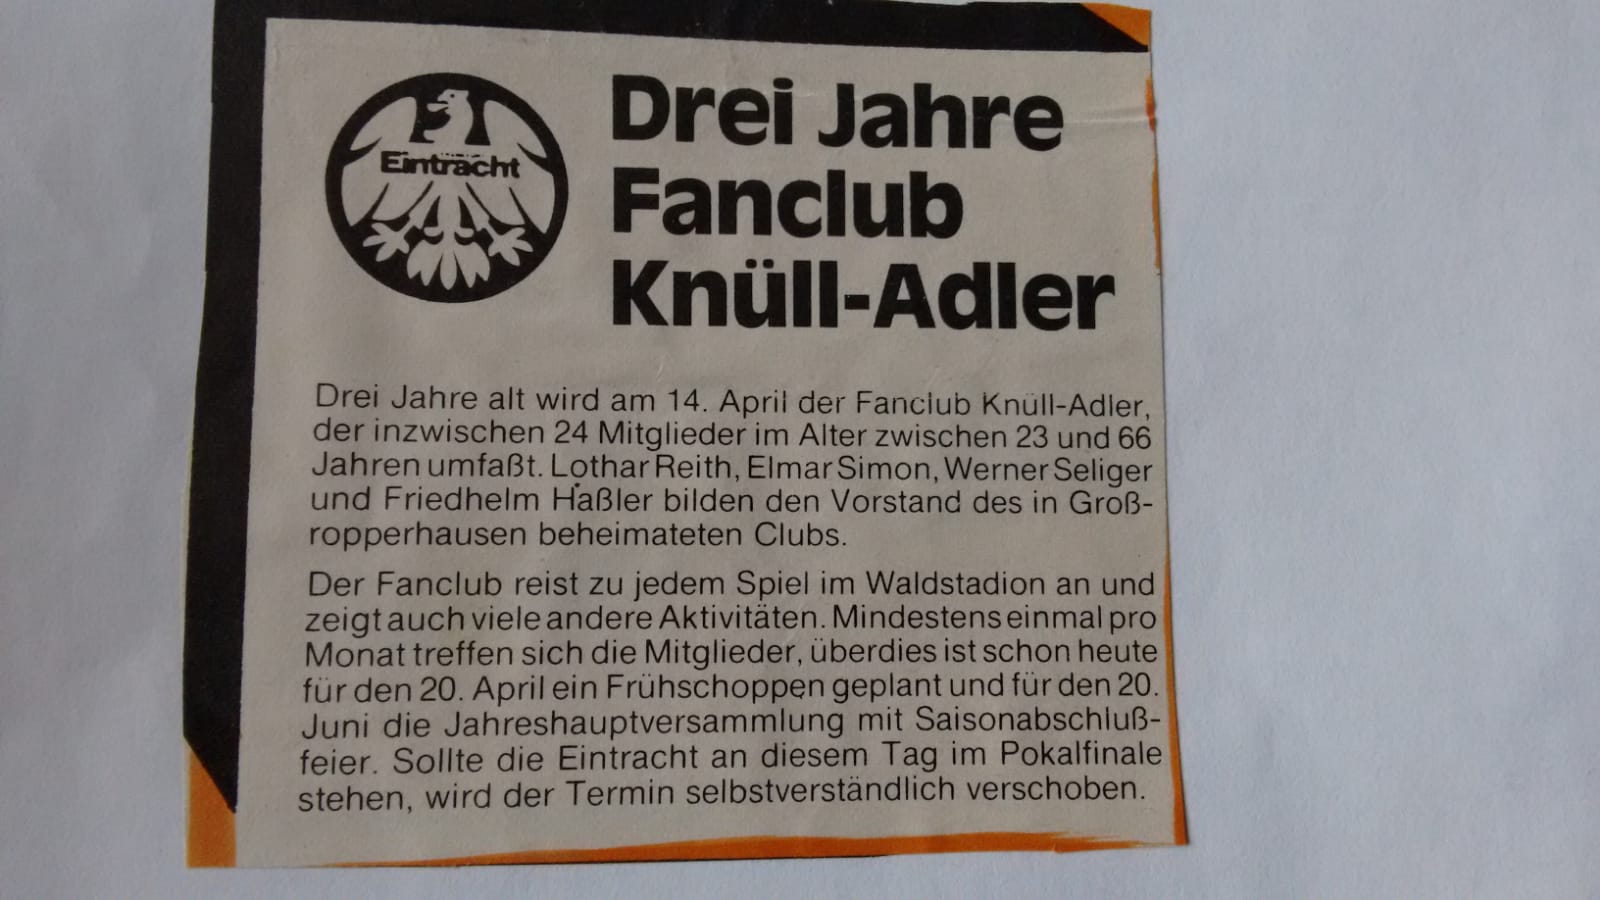 Eintracht
Drei Jahre
Fanclub
Knüll-Adler
Drei Jahre alt wird am 14. April der Fanclub Knüll-Adler,
der inzwischen 24 Mitglieder im Alter zwischen 23 und 66
Jahren umfaßt. Lothar Reith, Elmar Simon, Werner Seliger
und Friedhelm Haßler bilden den Vorstand des in Groß-
ropperhausen beheimateten Clubs.
Der Fanclub reist zu jedem Spiel im Waldstadion an und
zeigt auch viele andere Aktivitäten. Mindestens einmal pro
Monat treffen sich die Mitglieder, überdies ist schon heute
für den 20. April ein Frühschoppen geplant und für den 20.
Juni die Jahreshauptversammlung mit Saisonabschluß-
feier. Sollte die Eintracht an diesem Tag im Pokalfinale
stehen, wird der Termin selbstverständlich verschoben.